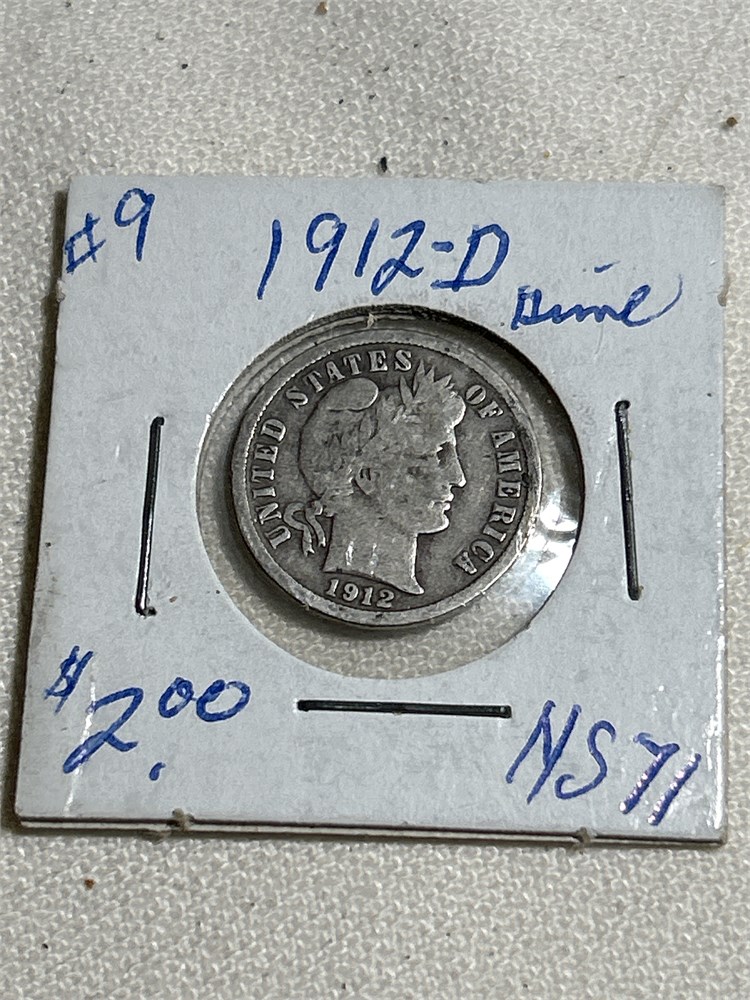 #9 1912-D
Dime
UNITED STATES OF AMERICA
1912
$2.00
NS71